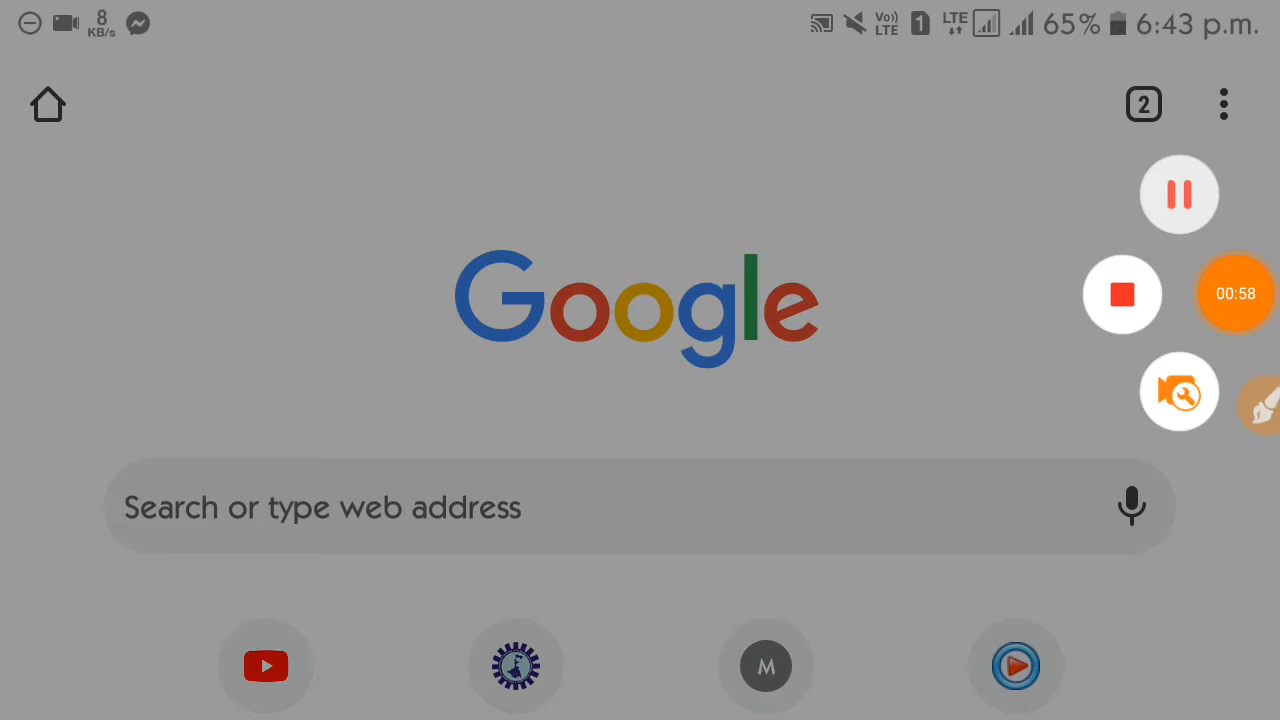 8
KB/s
Vo))
LTE
1
LTE
65%
6:43 p.m.
2
Google
00:58
Search or type web address
M